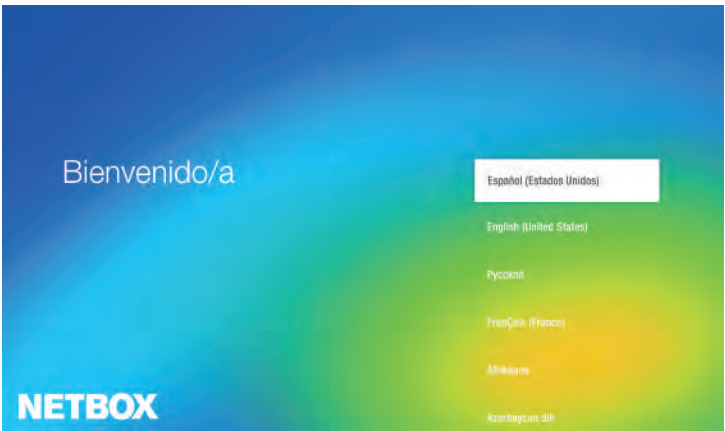 Bienvenido/a
Español (Estados Unidos)
English (United States)
Русский
Français (France)
Afrikaans
Azərbaycan dili
NETBOX